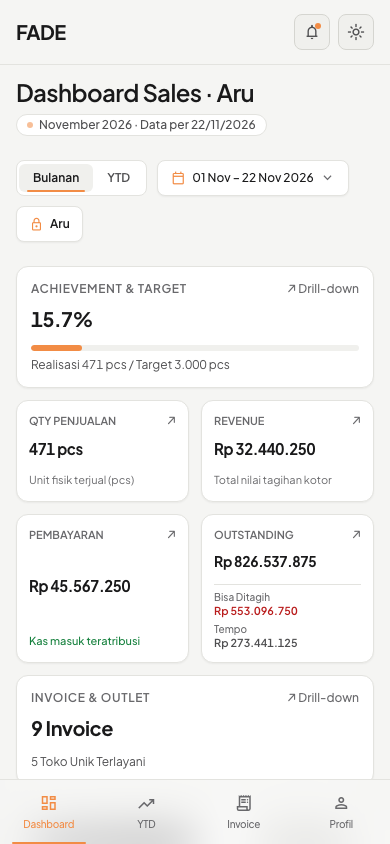 FADE
Dashboard Sales · Aru
November 2026 · Data per 22/11/2026
Bulanan YTD 01 Nov – 22 Nov 2026
Aru
ACHIEVEMENT & TARGET Drill-down
15.7%
Realisasi 471 pcs / Target 3.000 pcs
QTY PENJUALAN
471 pcs
Unit fisik terjual (pcs)
REVENUE
Rp 32.440.250
Total nilai tagihan kotor
PEMBAYARAN
Rp 45.567.250
Kas masuk teratribusi
OUTSTANDING
Rp 826.537.875
Bisa Ditagih
Rp 553.096.750
Tempo
Rp 273.441.125
INVOICE & OUTLET Drill-down
9 Invoice
5 Toko Unik Terlayani
Dashboard YTD Invoice Profil